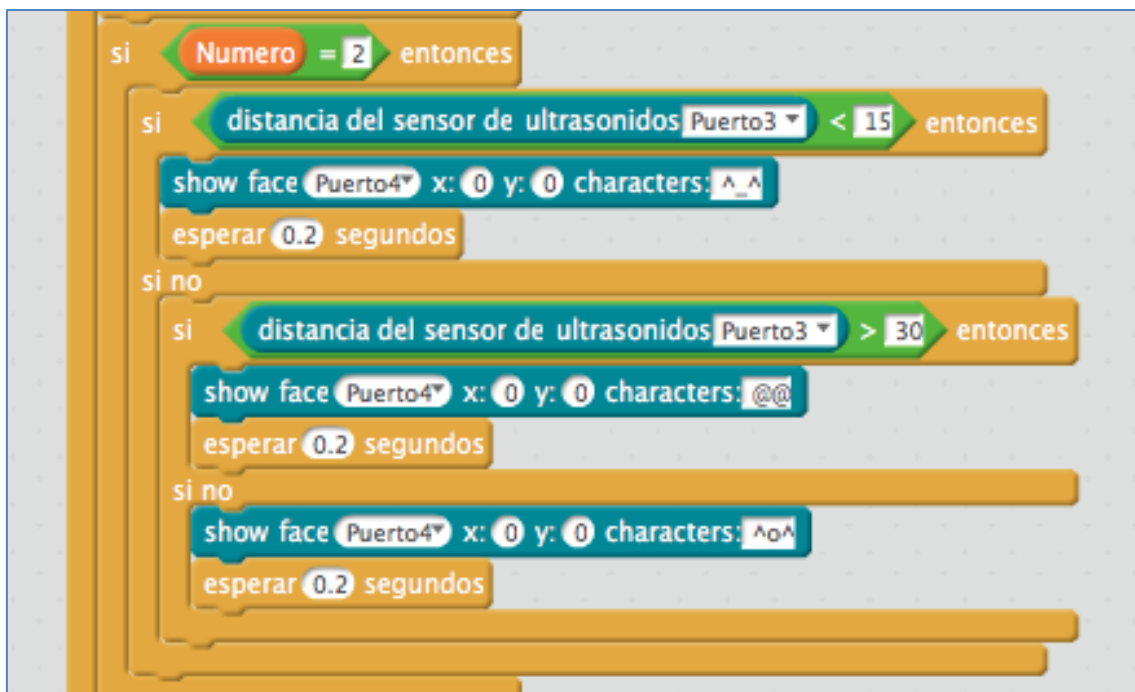 si Numero = 2 entonces
si distancia del sensor de ultrasonidos Puerto3 < 15 entonces
show face Puerto4 x: 0 y: 0 characters: ^_^
esperar 0.2 segundos
si no
si distancia del sensor de ultrasonidos Puerto3 > 30 entonces
show face Puerto4 x: 0 y: 0 characters: @@
esperar 0.2 segundos
si no
show face Puerto4 x: 0 y: 0 characters: ^o^
esperar 0.2 segundos